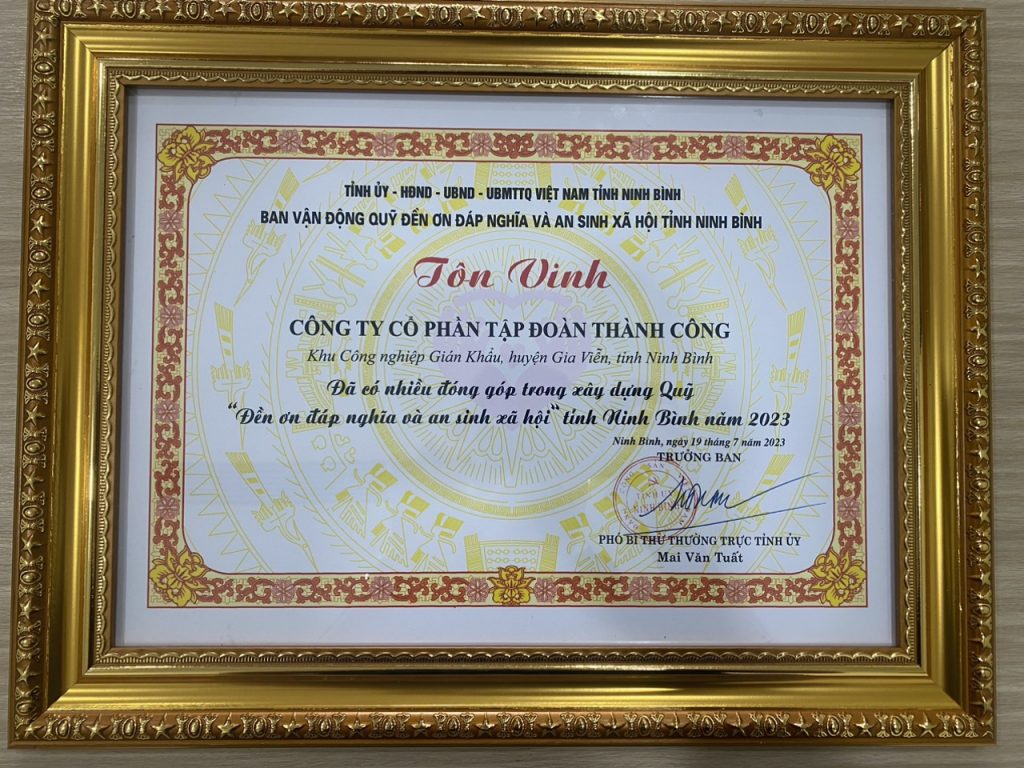 TỈNH ỦY - HĐND - UBND - UBMTTQ VIỆT NAM TỈNH NINH BÌNH
BAN VẬN ĐỘNG QUỸ ĐỀN ƠN ĐÁP NGHĨA VÀ AN SINH XÃ HỘI TỈNH NINH BÌNH
Tôn Vinh
CÔNG TY CỔ PHẦN TẬP ĐOÀN THÀNH CÔNG
Khu Công nghiệp Gián Khẩu, huyện Gia Viễn, tỉnh Ninh Bình
Đã có nhiều đóng góp trong xây dựng Quỹ
“Đền ơn đáp nghĩa và an sinh xã hội“ tỉnh Ninh Bình năm 2023
Ninh Bình, ngày 19 tháng 7 năm 2023
TRƯỞNG BAN
PHÓ BÍ THƯ THƯỜNG TRỰC TỈNH ỦY
Mai Văn Tuất